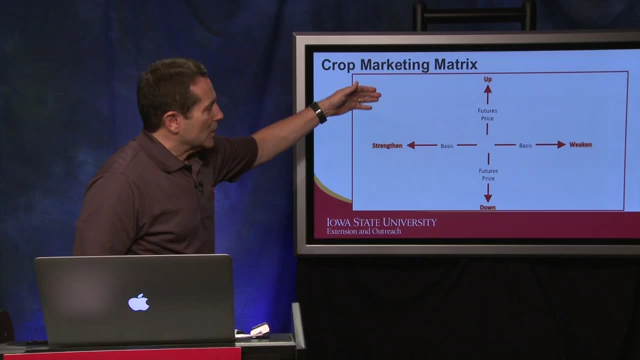 Crop Marketing Matrix
Up
Futures
Price
Strengthen
Basis
Basis
Weaken
Futures
Price
Down
IOWA STATE UNIVERSITY
Extension and Outreach